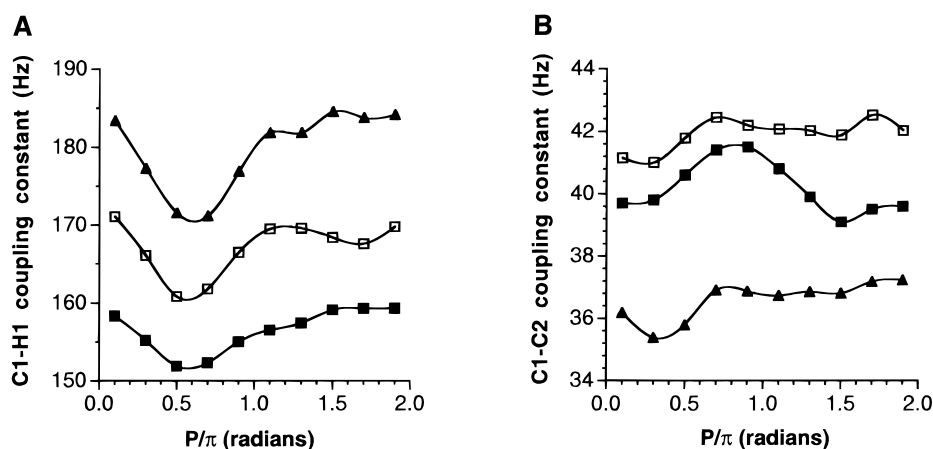 A
C1-H1 coupling constant (Hz)
190
180
170
160
150
0.0 0.5 1.0 1.5 2.0
P/π (radians)
B
C1-C2 coupling constant (Hz)
44
42
40
38
36
34
0.0 0.5 1.0 1.5 2.0
P/π (radians)